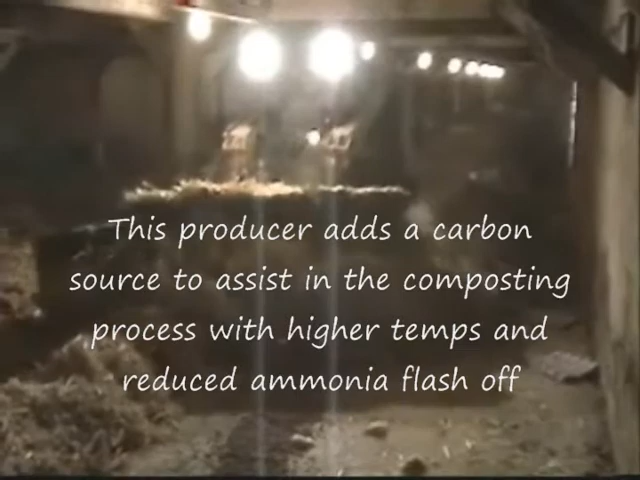 This producer adds a carbon
source to assist in the composting
process with higher temps and
reduced ammonia flash off